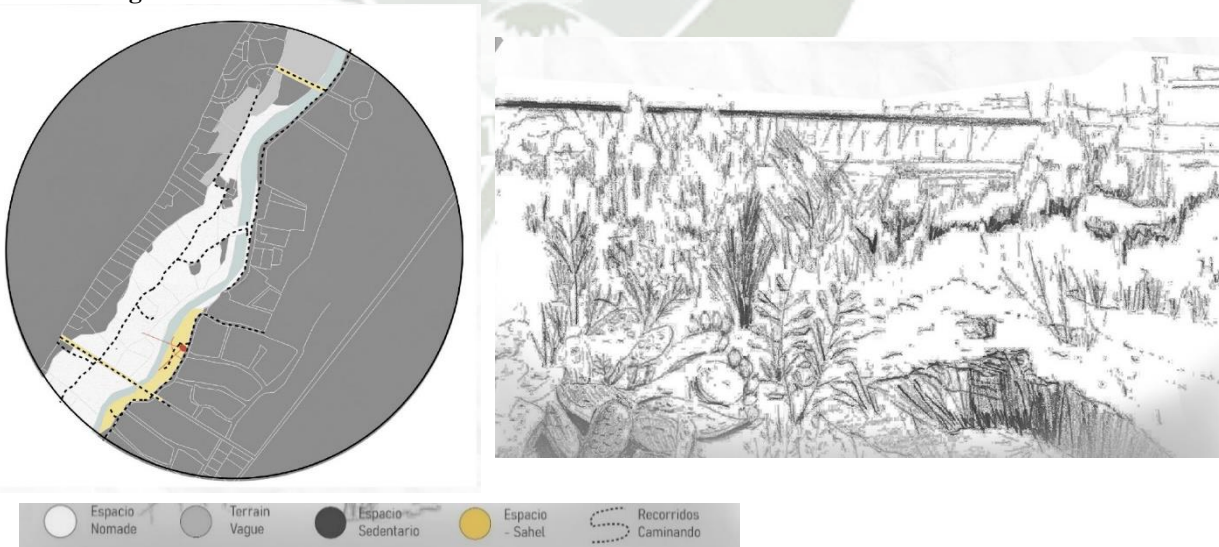 Espacio
Nomade
Terrain
Vague
Espacio
Sedentario
Espacio
- Sahel
Recorridos
Caminando